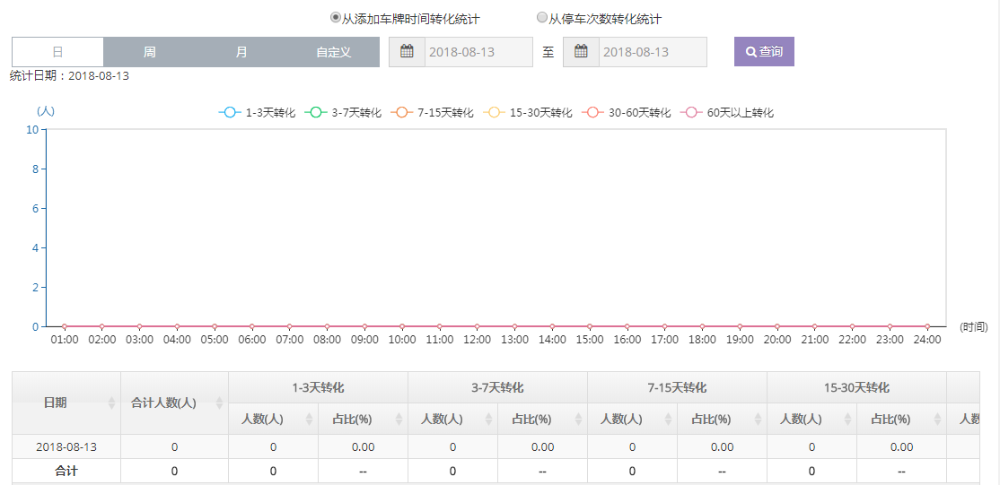 从添加车牌时间转化统计 从停车次数转化统计
日 周 月 自定义 2018-08-13 至 2018-08-13 查询
统计日期：2018-08-13
(人) 1-3天转化 3-7天转化 7-15天转化 15-30天转化 30-60天转化 60天以上转化
10
8
6
4
2
0 (时间)
01:00 02:00 03:00 04:00 05:00 06:00 07:00 08:00 09:00 10:00 11:00 12:00 13:00 14:00 15:00 16:00 17:00 18:00 19:00 20:00 21:00 22:00 23:00 24:00
日期 合计人数(人) 1-3天转化 3-7天转化 7-15天转化 15-30天转化
人数(人) 占比(%) 人数(人) 占比(%) 人数(人) 占比(%) 人数(人) 占比(%) 人数
2018-08-13 0 0 0.00 0 0.00 0 0.00 0 0.00
合计 0 0 -- 0 -- 0 -- 0 --